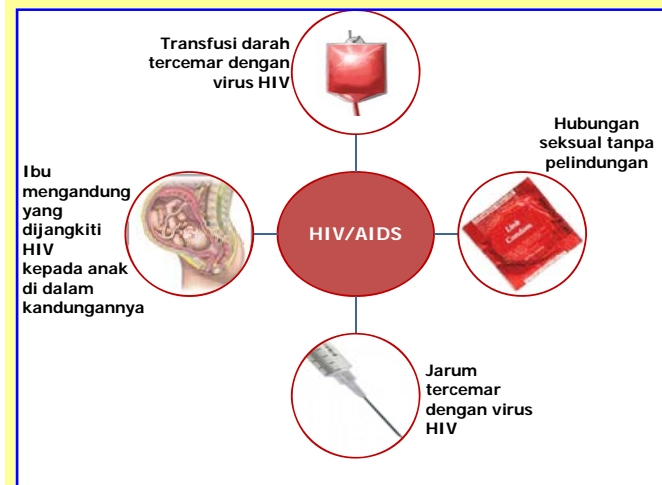 Transfusi darah
tercemar dengan
virus HIV
Hubungan
seksual tanpa
pelindungan
Ibu
mengandung
yang
dijangkiti
HIV
kepada anak
di dalam
kandungannya
HIV/AIDS
Jarum
tercemar
dengan virus
HIV